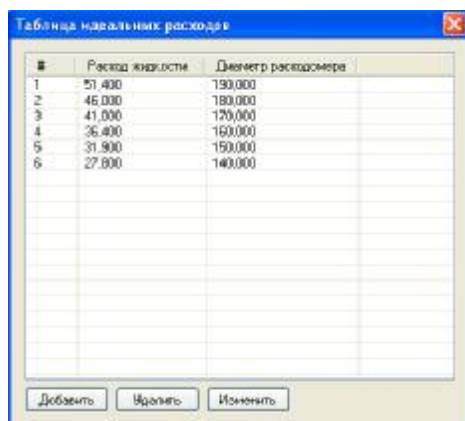 Таблица идеальных расходов
# Расход жидкости Диаметр расходомера
1 51,400 190,000
2 46,000 180,000
3 41,000 170,000
4 36,400 160,000
5 31,900 150,000
6 27,800 140,000
Добавить Удалить Изменить